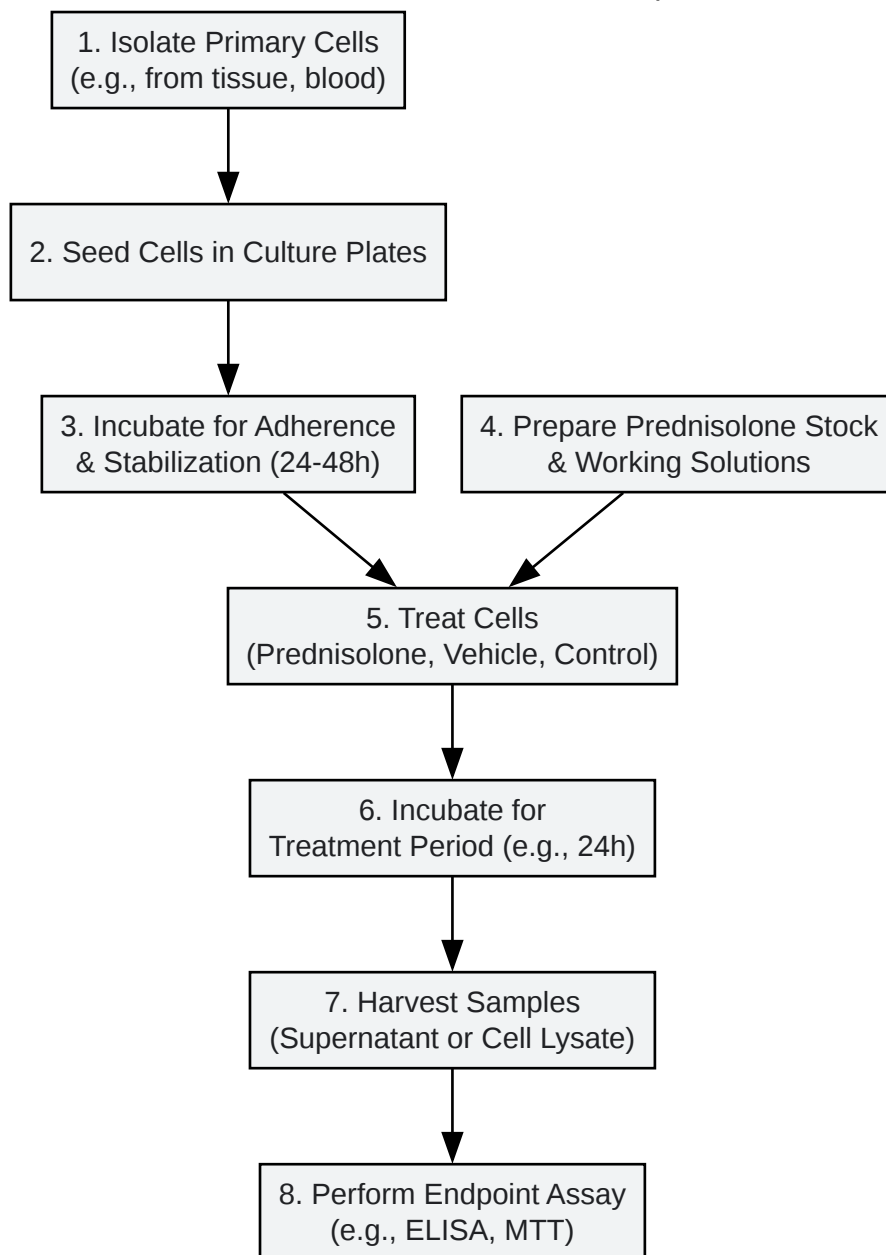 1. Isolate Primary Cells
(e.g., from tissue, blood)
2. Seed Cells in Culture Plates
3. Incubate for Adherence
& Stabilization (24-48h)
4. Prepare Prednisolone Stock
& Working Solutions
5. Treat Cells
(Prednisolone, Vehicle, Control)
6. Incubate for
Treatment Period (e.g., 24h)
7. Harvest Samples
(Supernatant or Cell Lysate)
8. Perform Endpoint Assay
(e.g., ELISA, MTT)